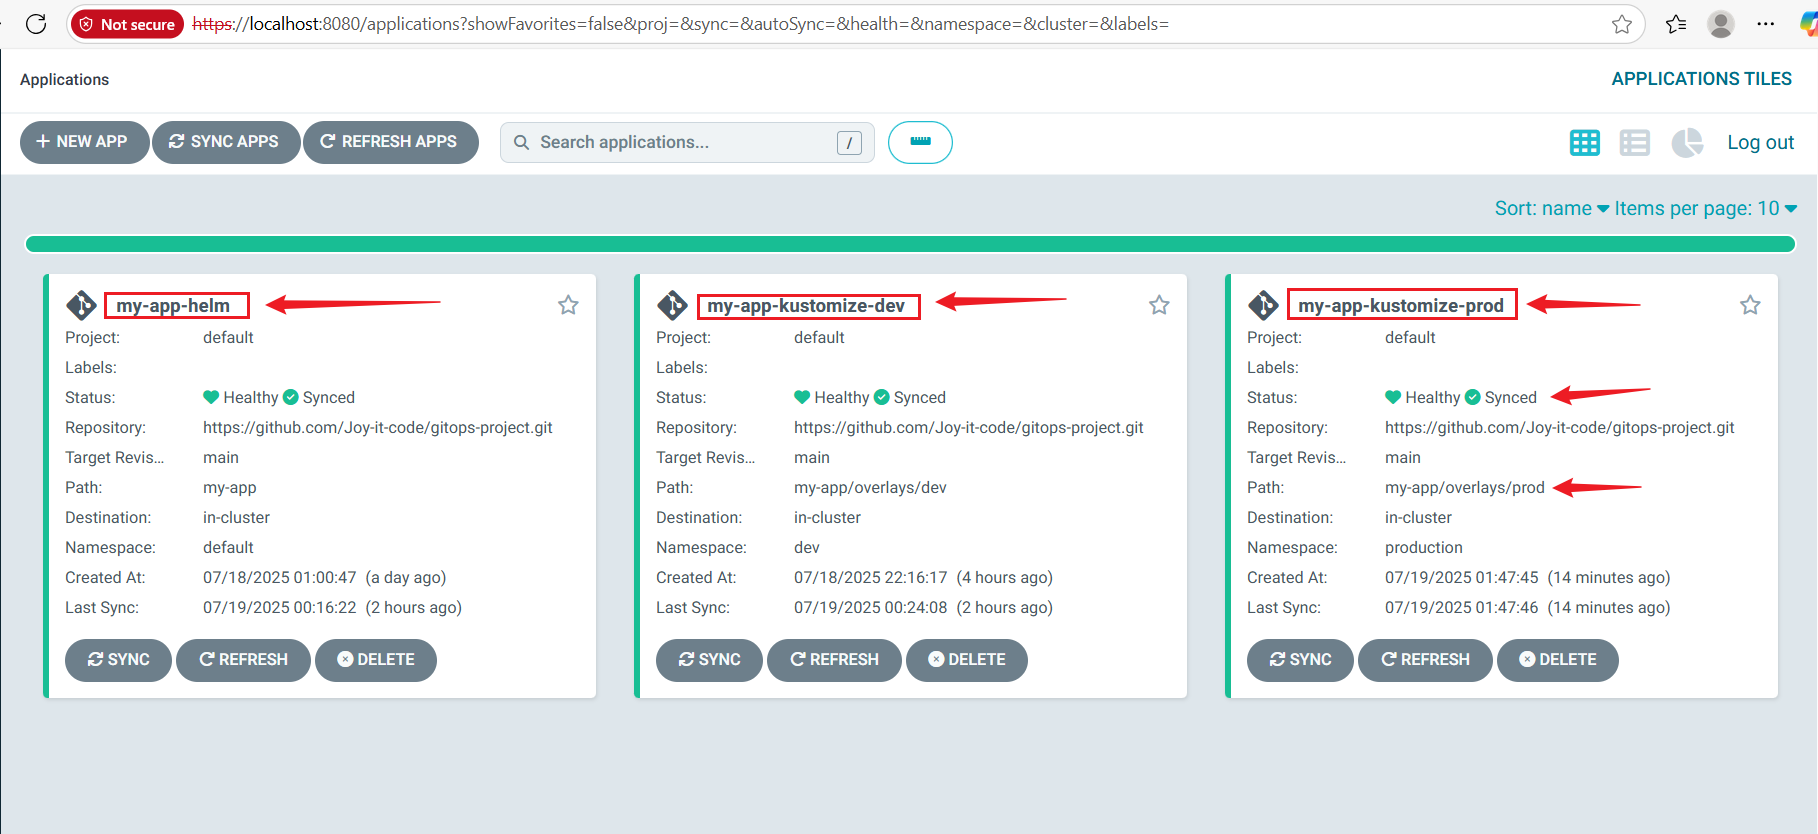 Not secure https://localhost:8080/applications?showFavorites=false&proj=&sync=&autoSync=&health=&namespace=&cluster=&labels=
Applications
APPLICATIONS TILES
+ NEW APP SYNC APPS REFRESH APPS Search applications... / Log out
Sort: name Items per page: 10
my-app-helm
Project: default
Labels:
Status: Healthy Synced
Repository: https://github.com/Joy-it-code/gitops-project.git
Target Revis... main
Path: my-app
Destination: in-cluster
Namespace: default
Created At: 07/18/2025 01:00:47 (a day ago)
Last Sync: 07/19/2025 00:16:22 (2 hours ago)
SYNC REFRESH DELETE
my-app-kustomize-dev
Project: default
Labels:
Status: Healthy Synced
Repository: https://github.com/Joy-it-code/gitops-project.git
Target Revis... main
Path: my-app/overlays/dev
Destination: in-cluster
Namespace: dev
Created At: 07/18/2025 22:16:17 (4 hours ago)
Last Sync: 07/19/2025 00:24:08 (2 hours ago)
SYNC REFRESH DELETE
my-app-kustomize-prod
Project: default
Labels:
Status: Healthy Synced
Repository: https://github.com/Joy-it-code/gitops-project.git
Target Revis... main
Path: my-app/overlays/prod
Destination: in-cluster
Namespace: production
Created At: 07/19/2025 01:47:45 (14 minutes ago)
Last Sync: 07/19/2025 01:47:46 (14 minutes ago)
SYNC REFRESH DELETE